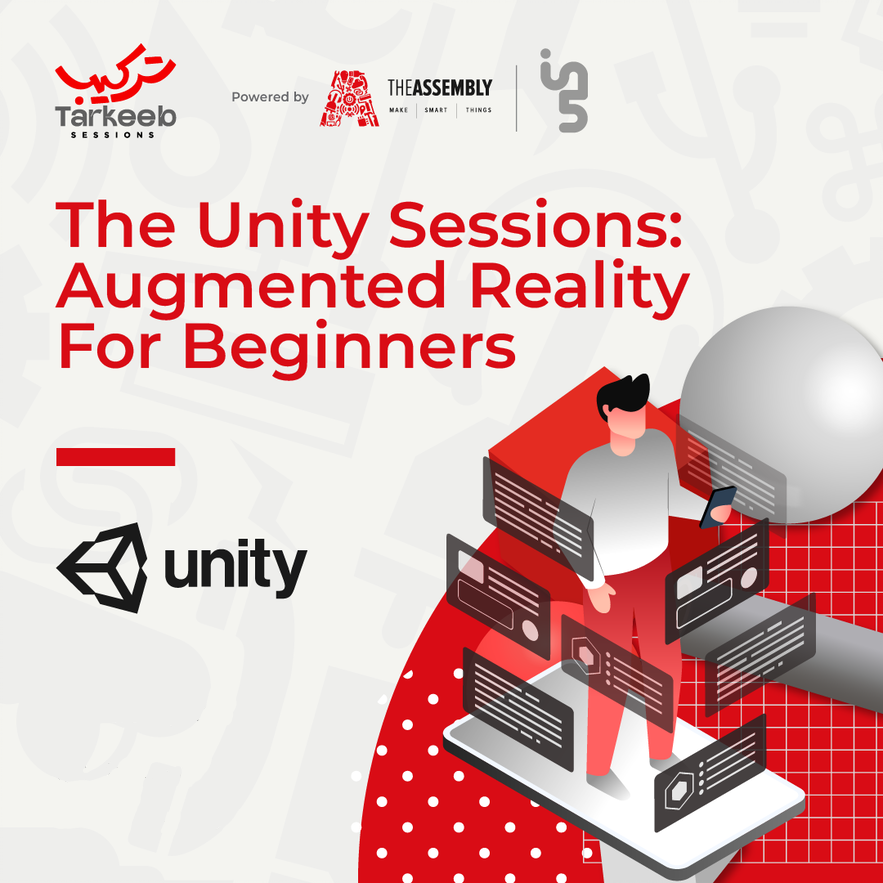 تركيب
Tarkeeb
SESSIONS
Powered by
THEASSEMBLY
MAKE | SMART | THINGS
The Unity Sessions:
Augmented Reality
For Beginners
unity